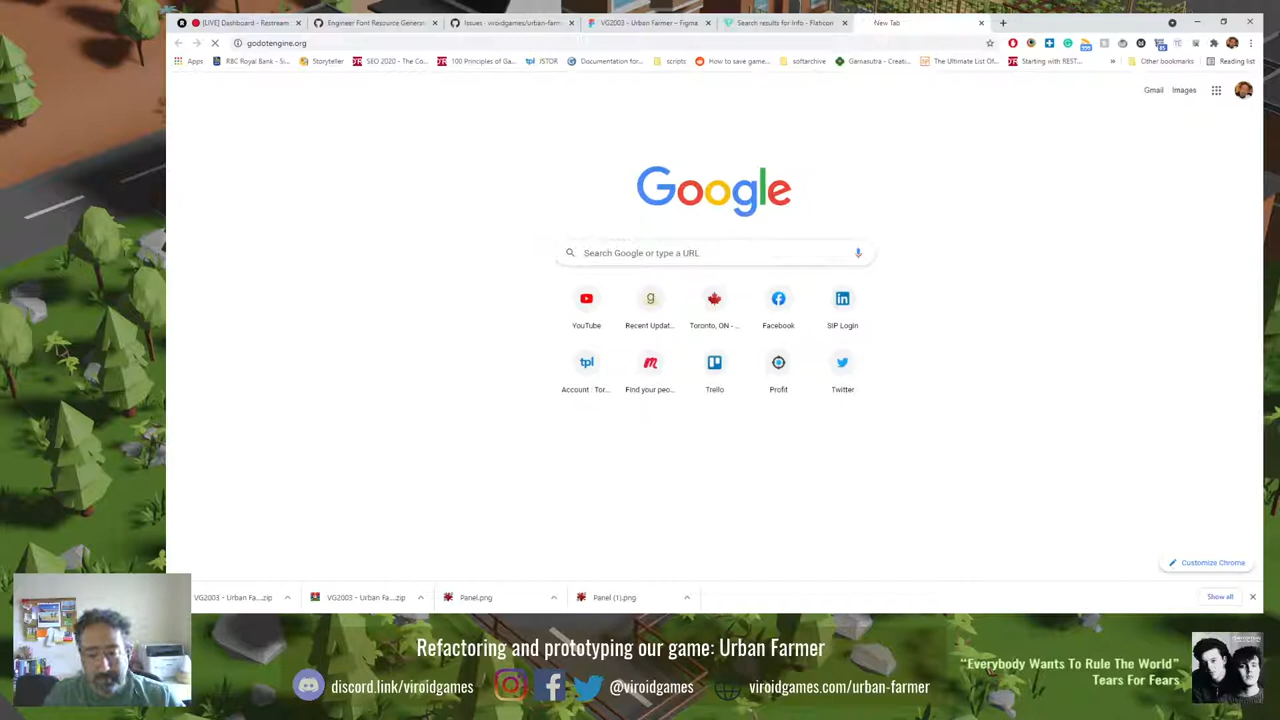 [LIVE] Dashboard - Restream
Engineer Font Resource Genera
Issues · viroidgames/urban-farm
VG2003 - Urban Farmer – Figma
Search results for Info - Flaticon
New Tab
godotengine.org
Apps
RBC Royal Bank - Si...
Storyteller
SEO 2020 - The Co...
100 Principles of Ga...
tpl
JSTOR
Documentation for...
scripts
How to save game...
softarchive
Gamasutra - Creati...
The Ultimate List Of...
Starting with REST...
»
Other bookmarks
Reading list
Gmail
Images
Google
Search Google or type a URL
YouTube
g
Recent Updat...
Toronto, ON - ...
Facebook
SIP Login
tpl
Account : Tor...
Find your peo...
Trello
Profit
Twitter
Customize Chrome
VG2003 - Urban Fa....zip
VG2003 - Urban Fa....zip
Panel.png
Panel (1).png
Show all
Refactoring and prototyping our game: Urban Farmer
discord.link/viroidgames
@viroidgames
viroidgames.com/urban-farmer
"Everybody Wants To Rule The World"
Tears For Fears